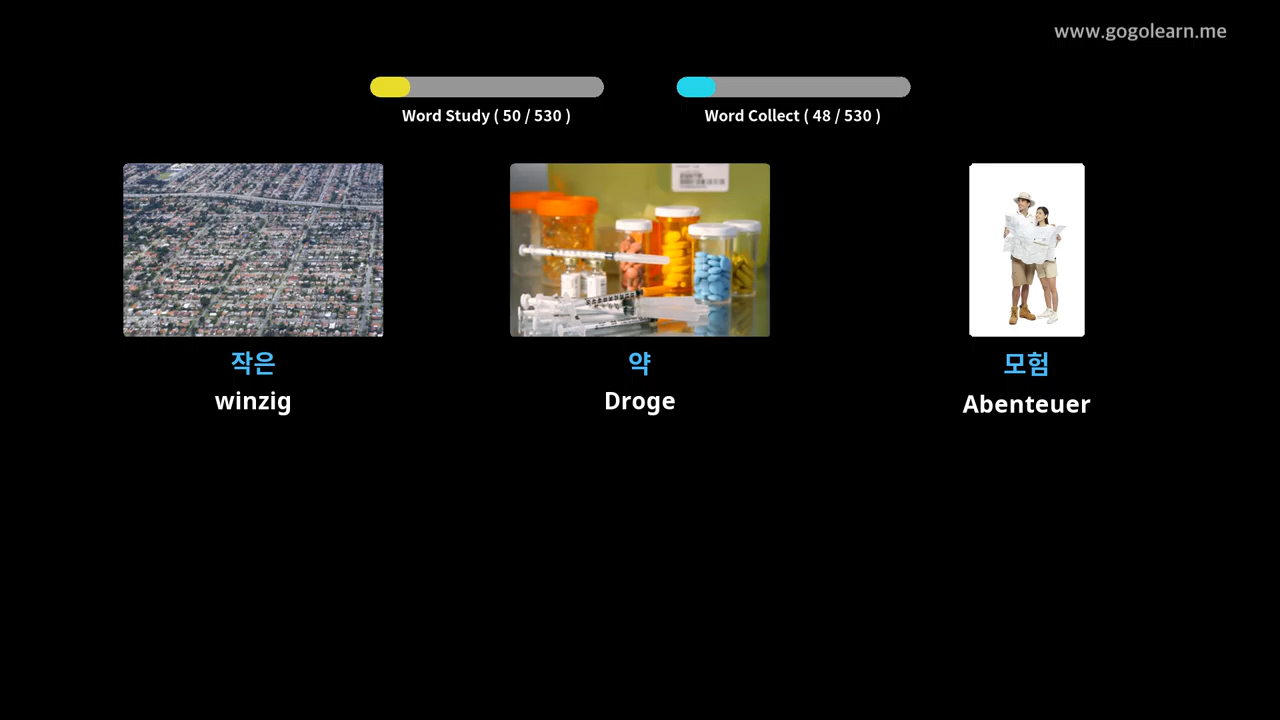 www.gogolearn.me
Word Study ( 50 / 530 )
Word Collect ( 48 / 530 )
작은
winzig
약
Droge
모험
Abenteuer